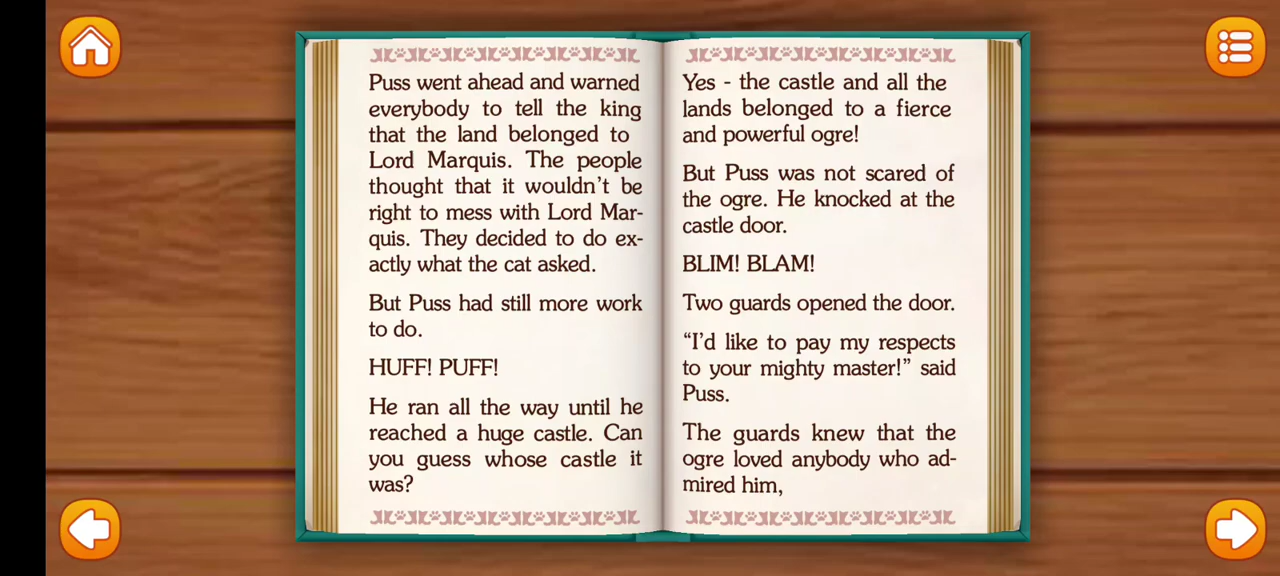 Puss went ahead and warned
everybody to tell the king
that the land belonged to
Lord Marquis. The people
thought that it wouldn't be
right to mess with Lord Mar-
quis. They decided to do ex-
actly what the cat asked.
But Puss had still more work
to do.
HUFF! PUFF!
He ran all the way until he
reached a huge castle. Can
you guess whose castle it
was?
Yes - the castle and all the
lands belonged to a fierce
and powerful ogre!
But Puss was not scared of
the ogre. He knocked at the
castle door.
BLIM! BLAM!
Two guards opened the door.
“I'd like to pay my respects
to your mighty master!” said
Puss.
The guards knew that the
ogre loved anybody who ad-
mired him,